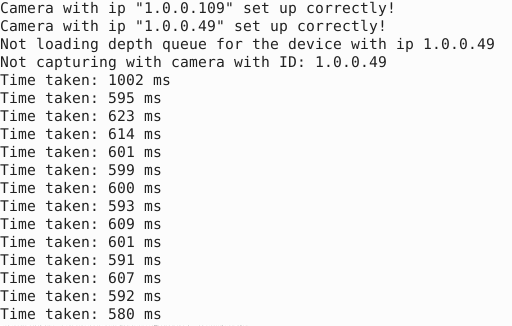 Camera with ip "1.0.0.109" set up correctly!
Camera with ip "1.0.0.49" set up correctly!
Not loading depth queue for the device with ip 1.0.0.49
Not capturing with camera with ID: 1.0.0.49
Time taken: 1002 ms
Time taken: 595 ms
Time taken: 623 ms
Time taken: 614 ms
Time taken: 601 ms
Time taken: 599 ms
Time taken: 600 ms
Time taken: 593 ms
Time taken: 609 ms
Time taken: 601 ms
Time taken: 591 ms
Time taken: 607 ms
Time taken: 592 ms
Time taken: 580 ms